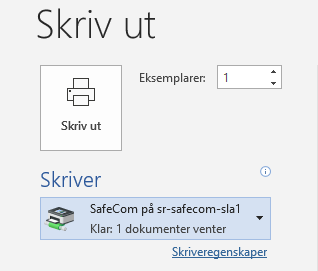 Skriv ut
Skriv ut
Eksemplarer: 1
Skriver
SafeCom på sr-safecom-sla1
Klar: 1 dokumenter venter
Skriveregenskaper